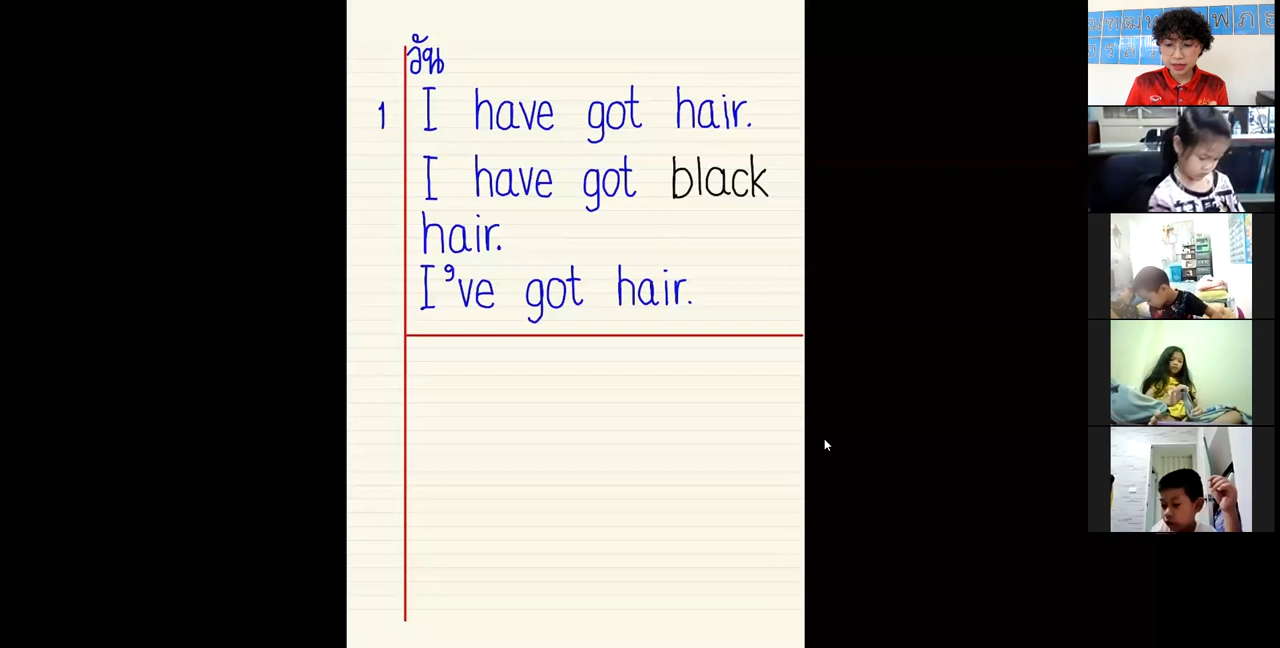 วัน
1 I have got hair.
I have got black
hair.
I've got hair.